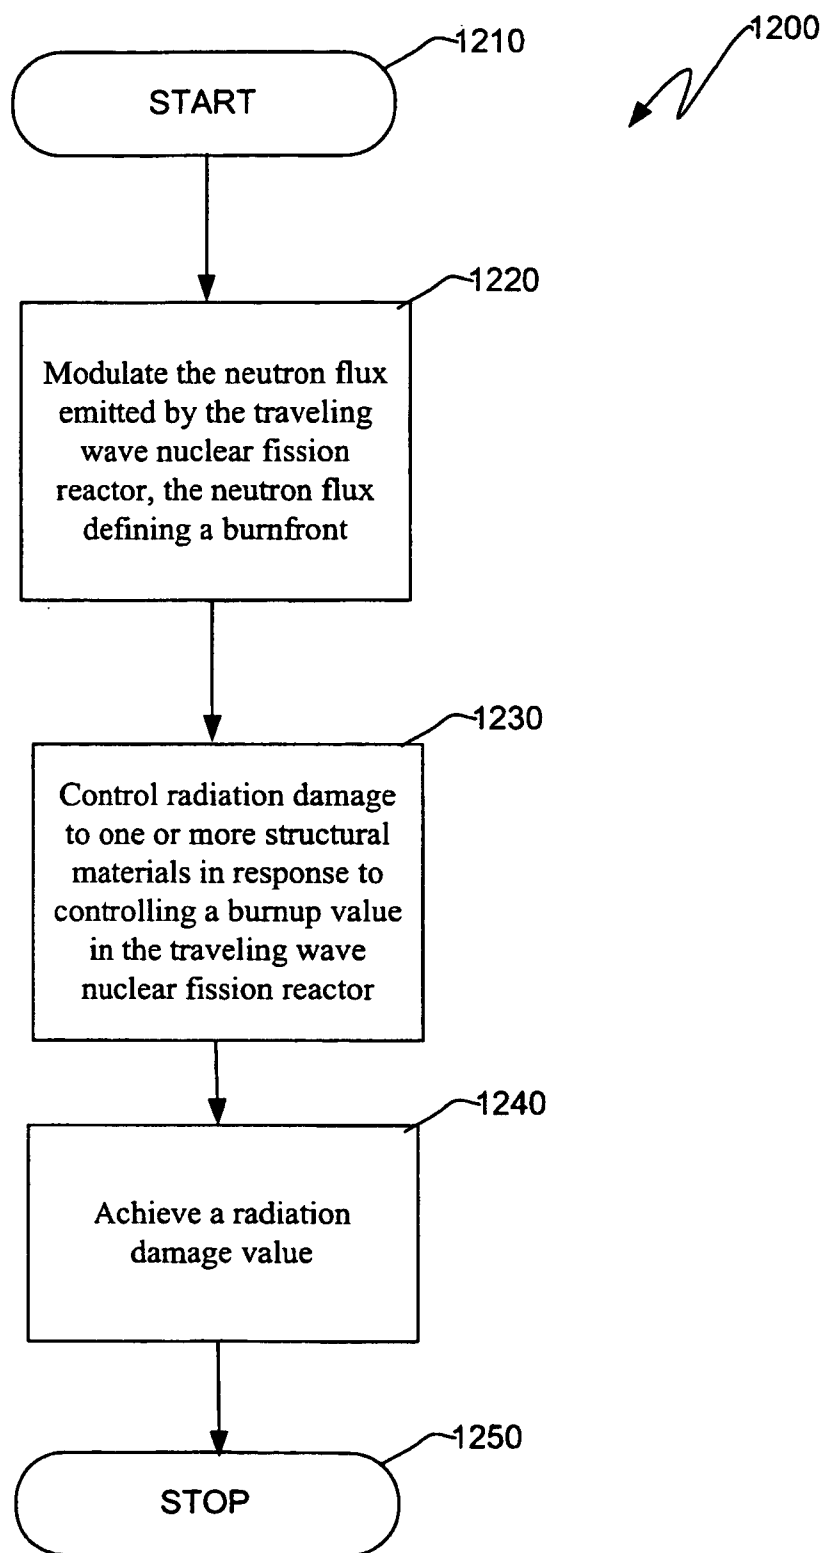 1200
1210
START
1220
Modulate the neutron flux
emitted by the traveling
wave nuclear fission
reactor, the neutron flux
defining a burnfront
1230
Control radiation damage
to one or more structural
materials in response to
controlling a burnup value
in the traveling wave
nuclear fission reactor
1240
Achieve a radiation
damage value
1250
STOP